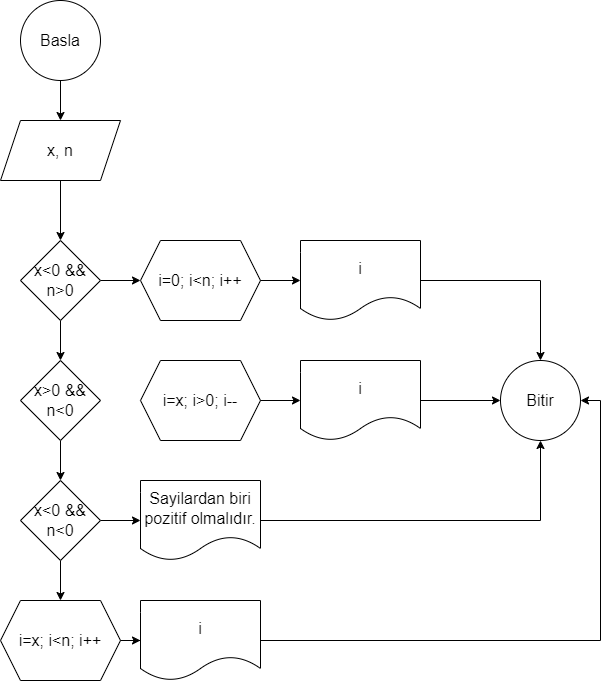 Basla
x, n
x<0 &&
n>0
i=0; i<n; i++
i
x>0 &&
n<0
i=x; i>0; i--
i
Bitir
x<0 &&
n<0
Sayilardan biri
pozitif olmalıdır.
i=x; i<n; i++
i